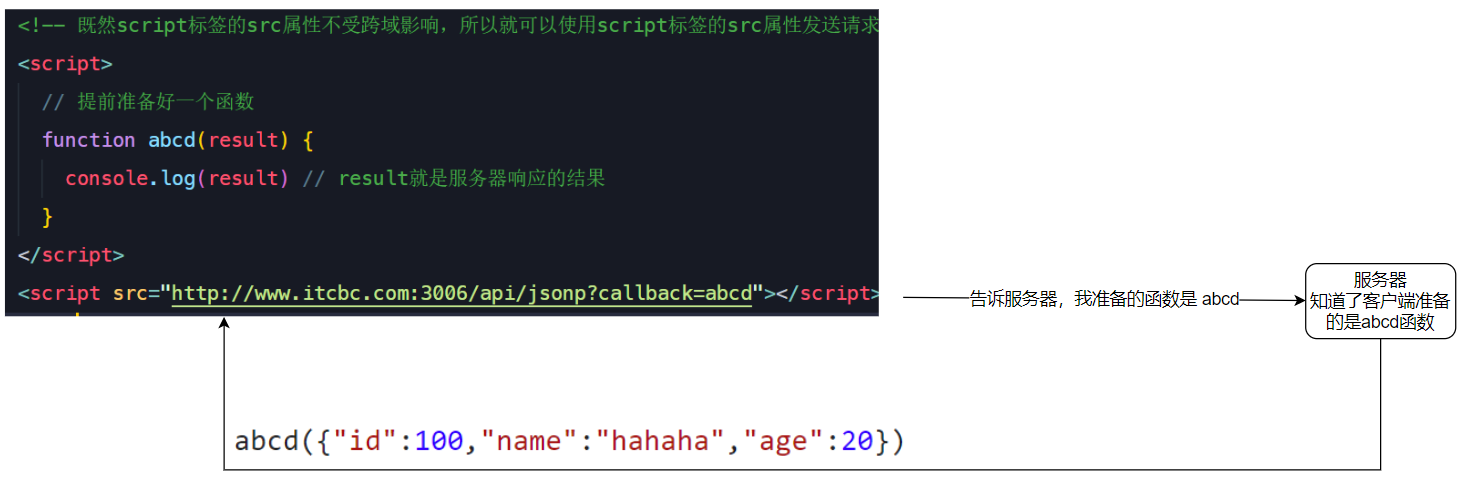 <!-- 既然script标签的src属性不受跨域影响，所以就可以使用script标签的src属性发送请求
<script>
// 提前准备好一个函数
function abcd(result) {
console.log(result) // result就是服务器响应的结果
}
</script>
<script src="http://www.itcbc.com:3006/api/jsonp?callback=abcd"></script>
告诉服务器，我准备的函数是 abcd
服务器
知道了客户端准备
的是abcd函数
abcd({"id":100,"name":"hahaha","age":20})